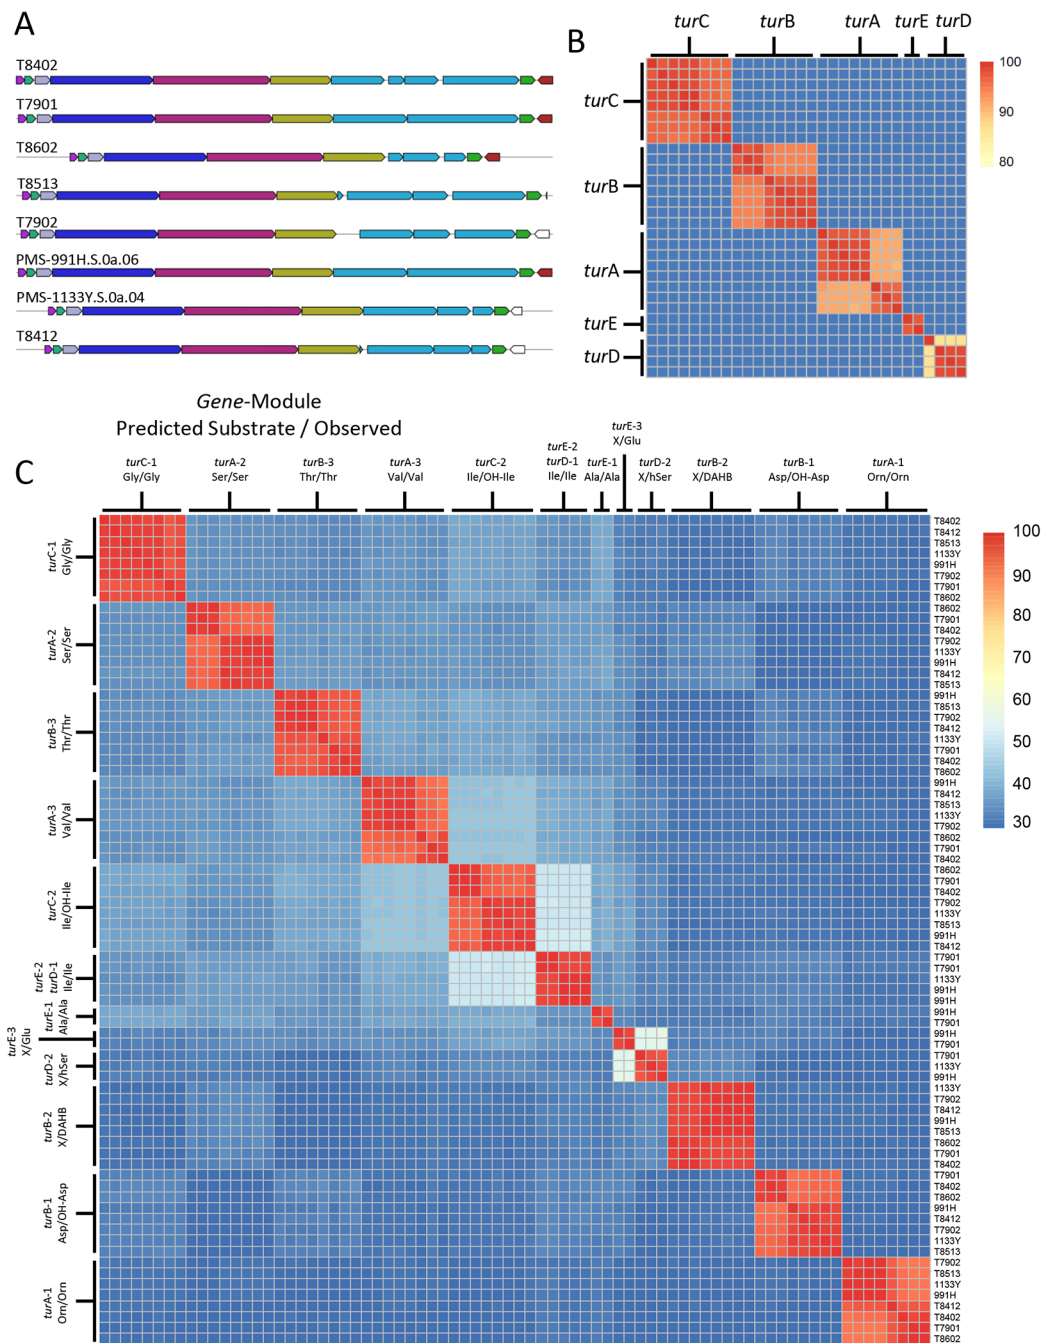 A
T8402
T7901
T8602
T8513
T7902
PMS-991H.S.0a.06
PMS-1133Y.S.0a.04
T8412
B
turC turB turA turE turD
turC
turB
turA
turE
turD
100
90
80
Gene-Module
Predicted Substrate / Observed
C
turC-1
Gly/Gly
turA-2
Ser/Ser
turB-3
Thr/Thr
turA-3
Val/Val
turC-2
Ile/OH-Ile
turE-2
turD-1
Ile/Ile
turE-1
Ala/Ala
turE-3
X/Glu
turD-2
X/hSer
turB-2
X/DAHB
turB-1
Asp/OH-Asp
turA-1
Orn/Orn
turC-1
Gly/Gly
turA-2
Ser/Ser
turB-3
Thr/Thr
turA-3
Val/Val
turC-2
Ile/OH-Ile
turE-2
turD-1
Ile/Ile
turE-1
Ala/Ala
turE-3
X/Glu
turD-2
X/hSer
turB-2
X/DAHB
turB-1
Asp/OH-Asp
turA-1
Orn/Orn
T8402
T8412
T8513
1133Y
991H
T7902
T7901
T8602
T8602
T7901
T8402
T7902
1133Y
991H
T8412
T8513
991H
T8513
T7902
T8412
1133Y
T7901
T8402
T8602
991H
T8412
T8513
1133Y
T7902
T8602
T7901
T8402
T8602
T7901
T8402
T7902
1133Y
T8513
991H
T8412
T7901
T7901
1133Y
991H
991H
991H
T7901
991H
T7901
T7901
1133Y
991H
1133Y
T7902
T8412
991H
T8513
T8602
T7901
T8402
T7901
T8402
T8602
991H
T8412
T7902
1133Y
T8513
T7902
T8513
1133Y
991H
T8412
T8402
T7901
T8602
100
90
80
70
60
50
40
30